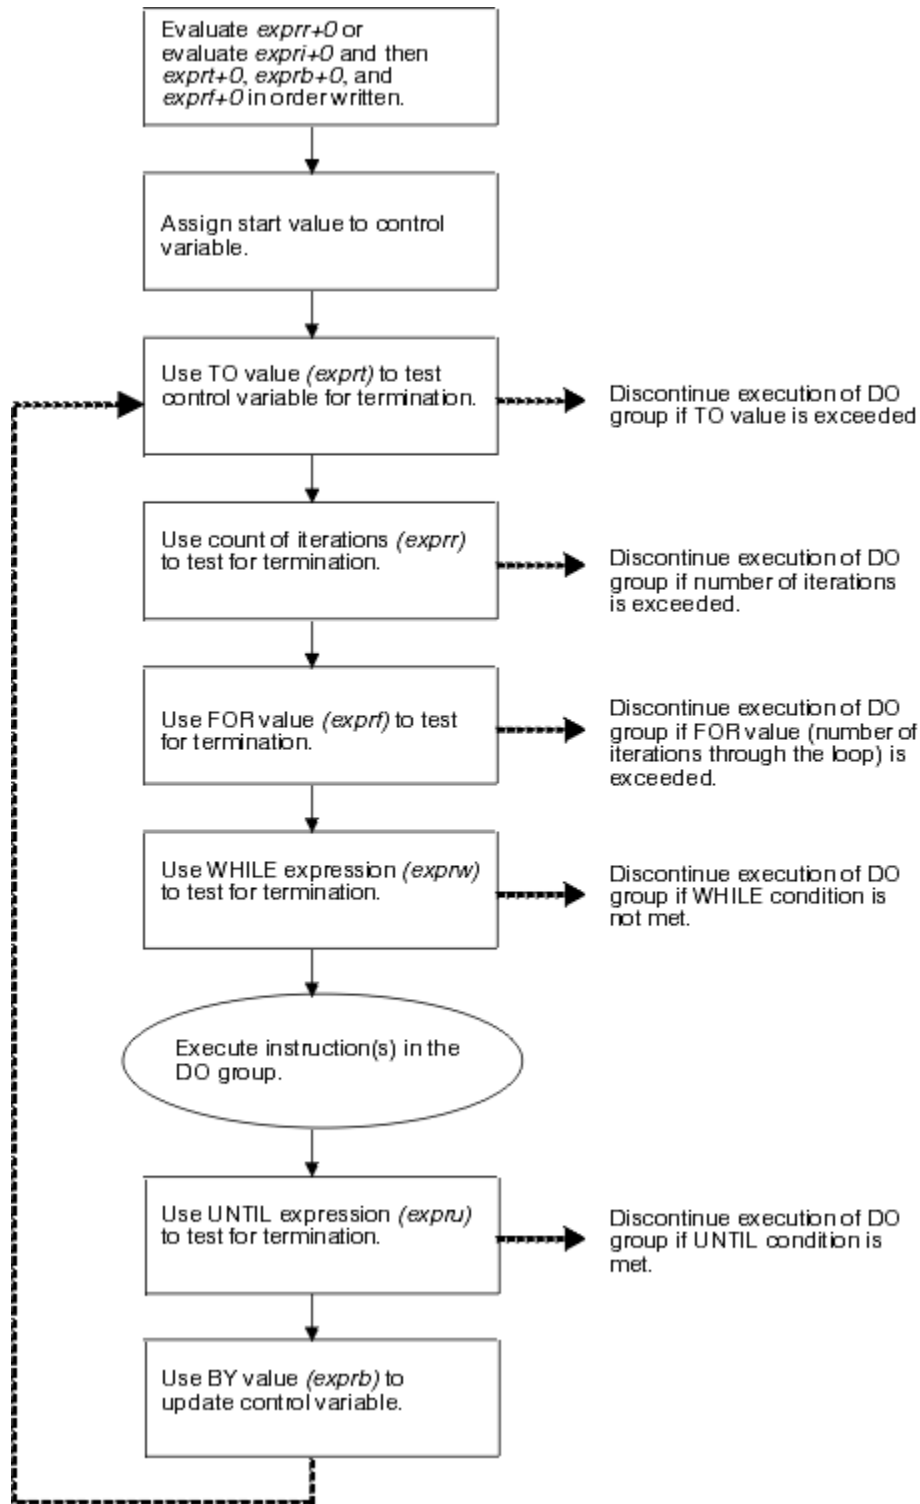 Evaluate exprr+0 or
evaluate expri+0 and then
exprt+0, exprb+0, and
exprf+0 in order written.
Assign start value to control
variable.
Use TO value (exprt) to test
control variable for termination.
Discontinue execution of DO
group if TO value is exceeded
Use count of iterations (exprr)
to test for termination.
Discontinue execution of DO
group if number of iterations
is exceeded.
Use FOR value (exprf) to test
for termination.
Discontinue execution of DO
group if FOR value (number of
iterations through the loop) is
exceeded.
Use WHILE expression (exprw)
to test for termination.
Discontinue execution of DO
group if WHILE condition is
not met.
Execute instruction(s) in the
DO group.
Use UNTIL expression (expru)
to test for termination.
Discontinue execution of DO
group if UNTIL condition is
met.
Use BY value (exprb) to
update control variable.